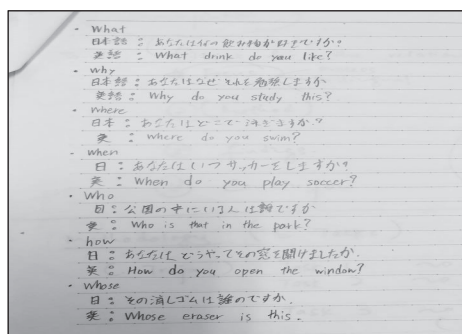 ・What
日本語：あなたは何の飲み物が好きですか？
英語：What drink do you like?
・why
日本語：あなたはなぜそれを勉強しますか
英語：Why do you study this?
・Where
日本：あなたはどこで泳ぎますか？
英：Where do you swim?
・when
日：あなたはいつサッカーをしますか？
英：When do you play soccer?
・Who
日：公園の中にいる人は誰ですか
英：Who is that in the park?
・how
日：あなたはどうやってその窓を開けましたか.
英：How do you open the window?
・Whose
日：その消しゴムは誰のですか.
英：Whose eraser is this.